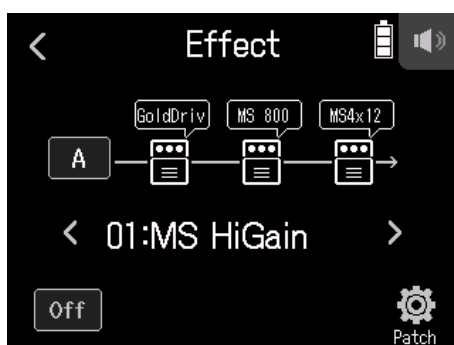 Effect
GoldDriv MS 800 MS4x12
A
01:MS HiGain
Off
Patch